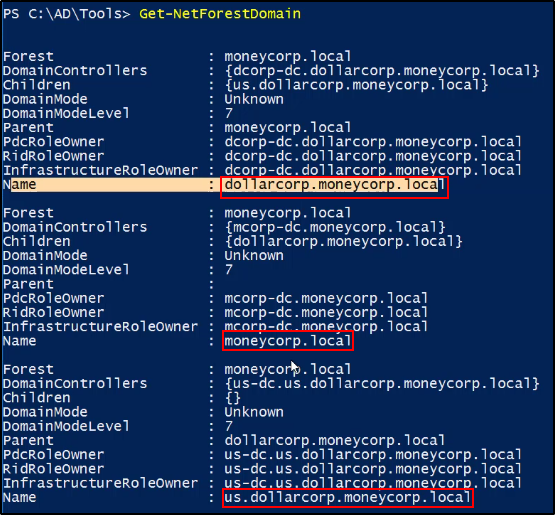 PS C:\AD\Tools> Get-NetForestDomain
Forest : moneycorp.local
DomainControllers : {dcorp-dc.dollarcorp.moneycorp.local}
Children : {us.dollarcorp.moneycorp.local}
DomainMode : Unknown
DomainModeLevel : 7
Parent : moneycorp.local
PdcRoleOwner : dcorp-dc.dollarcorp.moneycorp.local
RidRoleOwner : dcorp-dc.dollarcorp.moneycorp.local
InfrastructureRoleOwner : dcorp-dc.dollarcorp.moneycorp.local
Name : dollarcorp.moneycorp.local
Forest : moneycorp.local
DomainControllers : {mcorp-dc.moneycorp.local}
Children : {dollarcorp.moneycorp.local}
DomainMode : Unknown
DomainModeLevel : 7
Parent :
PdcRoleOwner : mcorp-dc.moneycorp.local
RidRoleOwner : mcorp-dc.moneycorp.local
InfrastructureRoleOwner : mcorp-dc.moneycorp.local
Name : moneycorp.local
Forest : moneycorp.local
DomainControllers : {us-dc.us.dollarcorp.moneycorp.local}
Children : {}
DomainMode : Unknown
DomainModeLevel : 7
Parent : dollarcorp.moneycorp.local
PdcRoleOwner : us-dc.us.dollarcorp.moneycorp.local
RidRoleOwner : us-dc.us.dollarcorp.moneycorp.local
InfrastructureRoleOwner : us-dc.us.dollarcorp.moneycorp.local
Name : us.dollarcorp.moneycorp.local